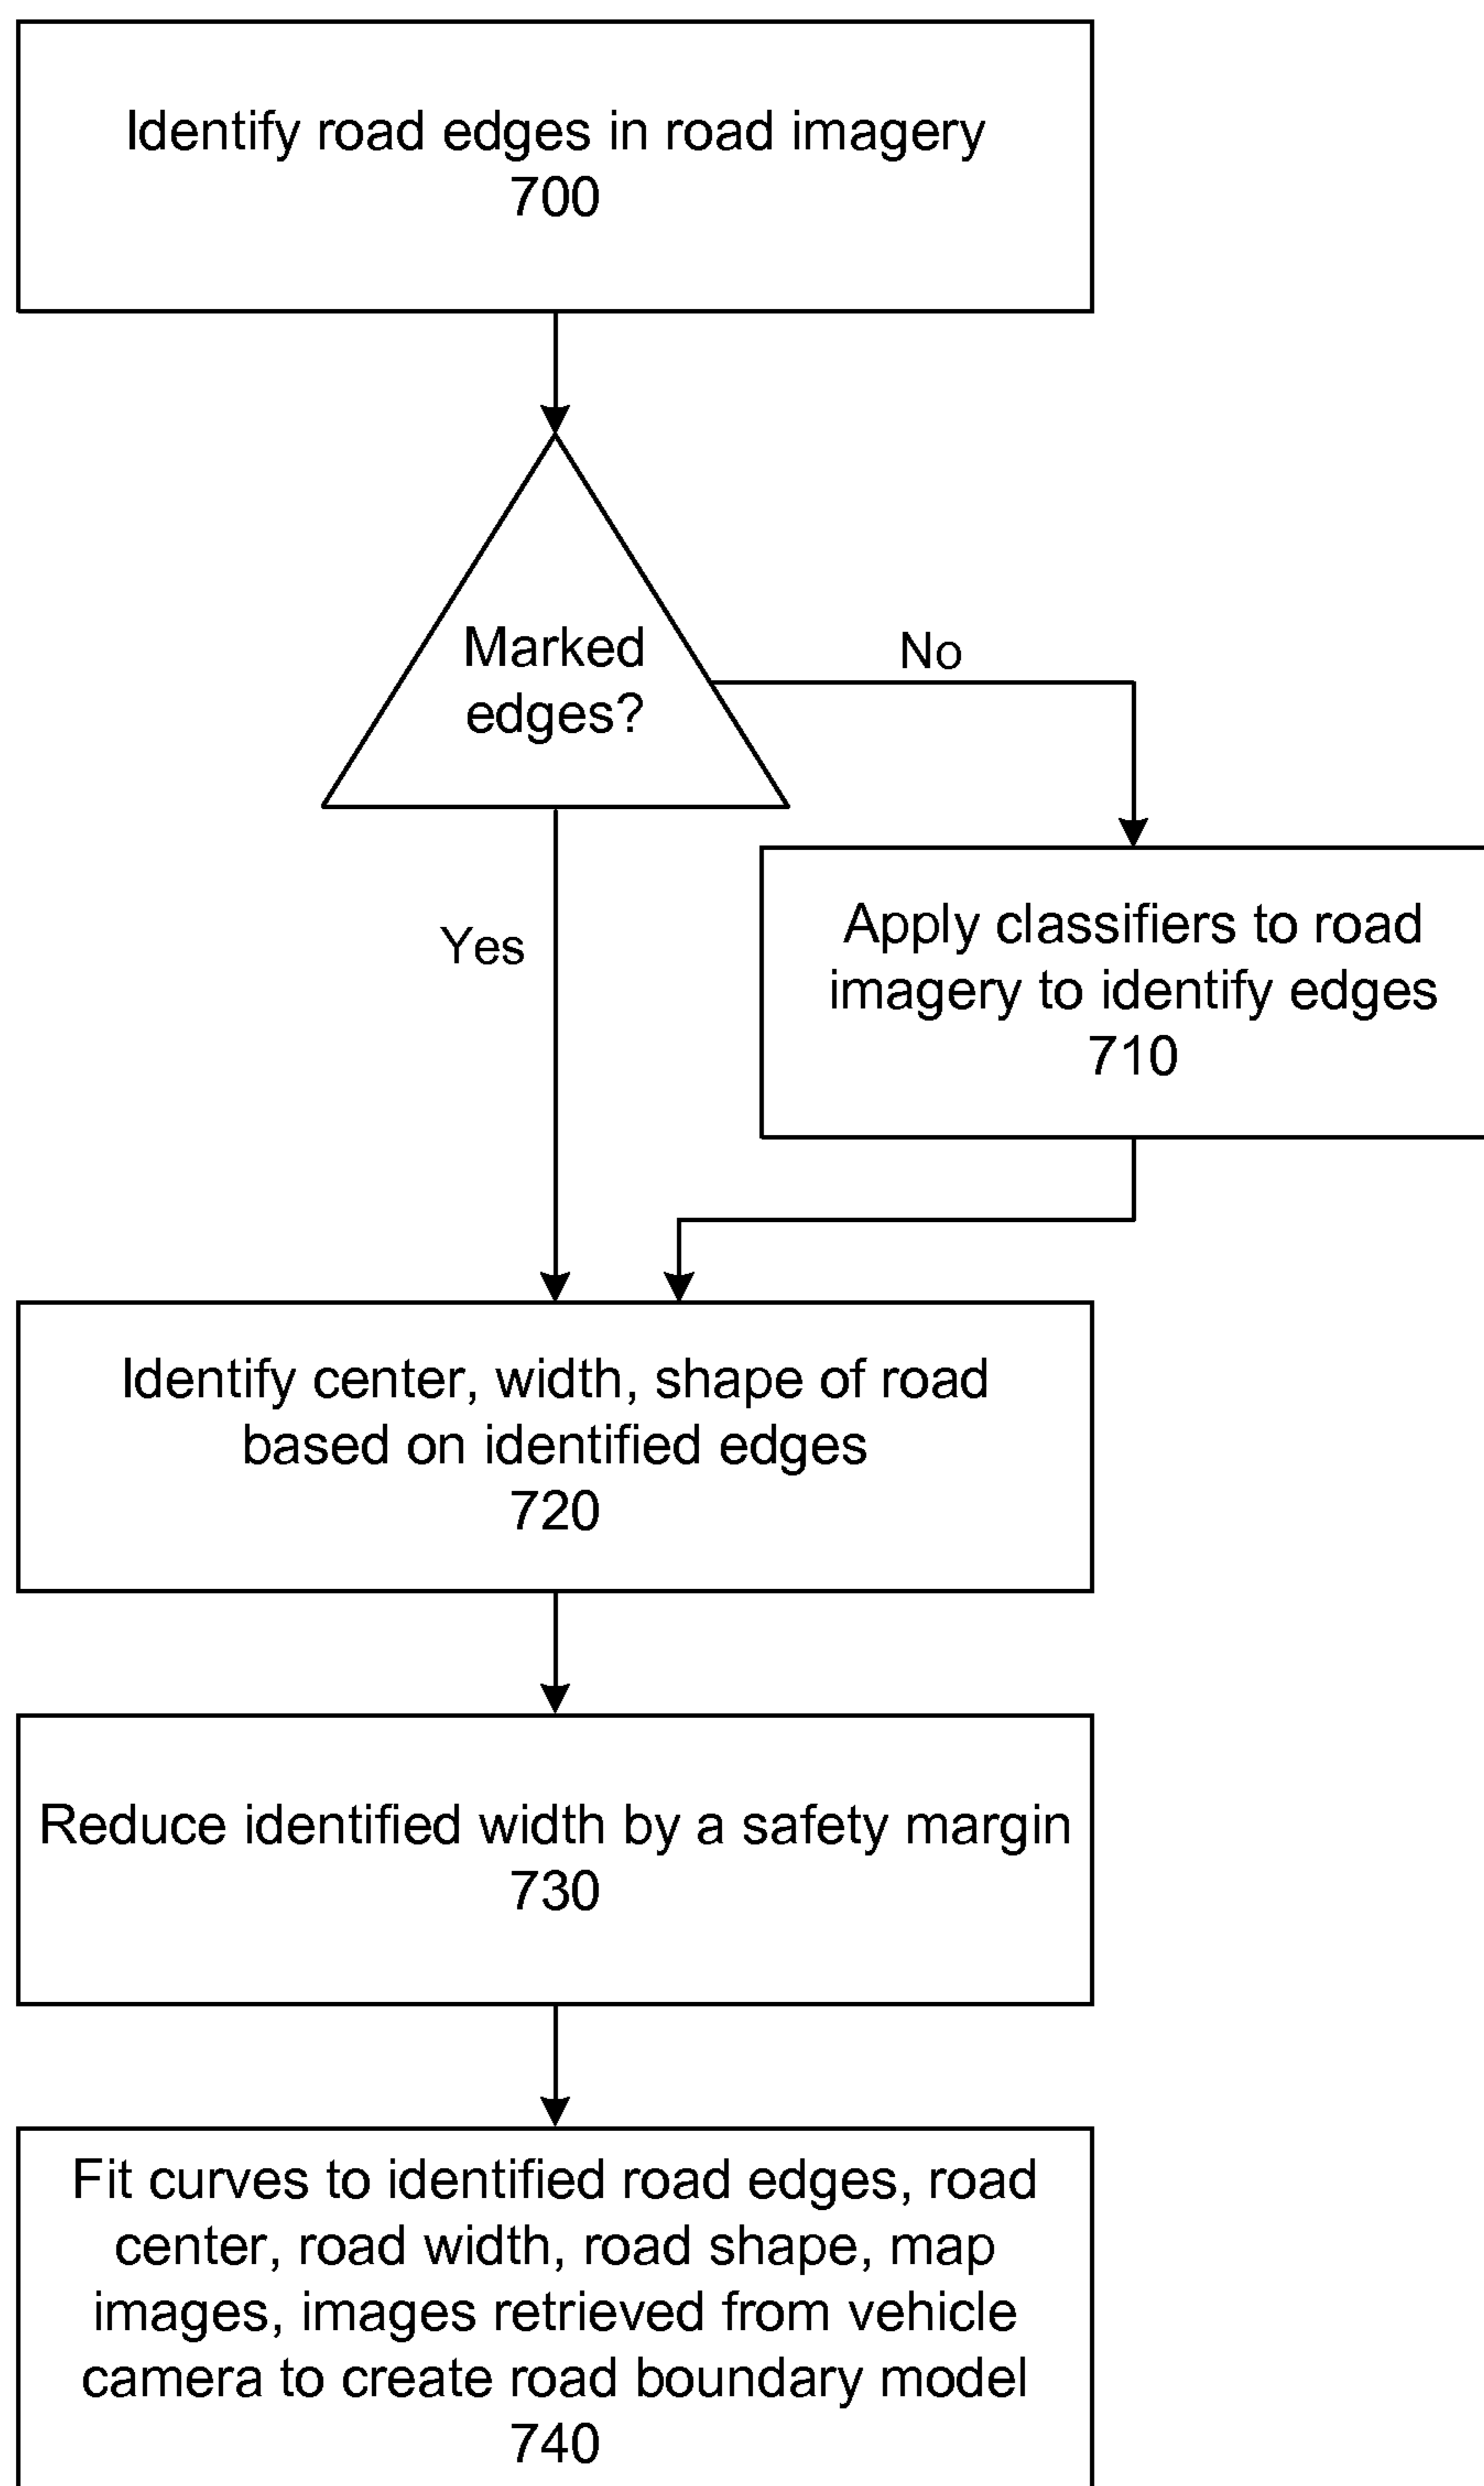 Identify road edges in road imagery
700
Marked
edges?
No
Apply classifiers to road
imagery to identify edges
710
Yes
Identify center, width, shape of road
based on identified edges
720
Reduce identified width by a safety margin
730
Fit curves to identified road edges, road
center, road width, road shape, map
images, images retrieved from vehicle
camera to create road boundary model
740